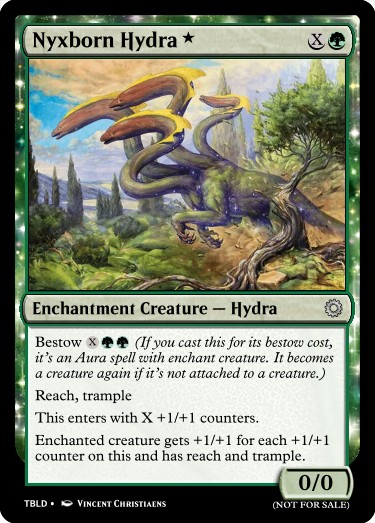 Nyxborn Hydra ★ X
Enchantment Creature — Hydra
Bestow X (If you cast this for its bestow cost,
it's an Aura spell with enchant creature. It becomes
a creature again if it's not attached to a creature.)
Reach, trample
This enters with X +1/+1 counters.
Enchanted creature gets +1/+1 for each +1/+1
counter on this and has reach and trample.
0/0
TBLD • Vincent Christiaens
(NOT FOR SALE)